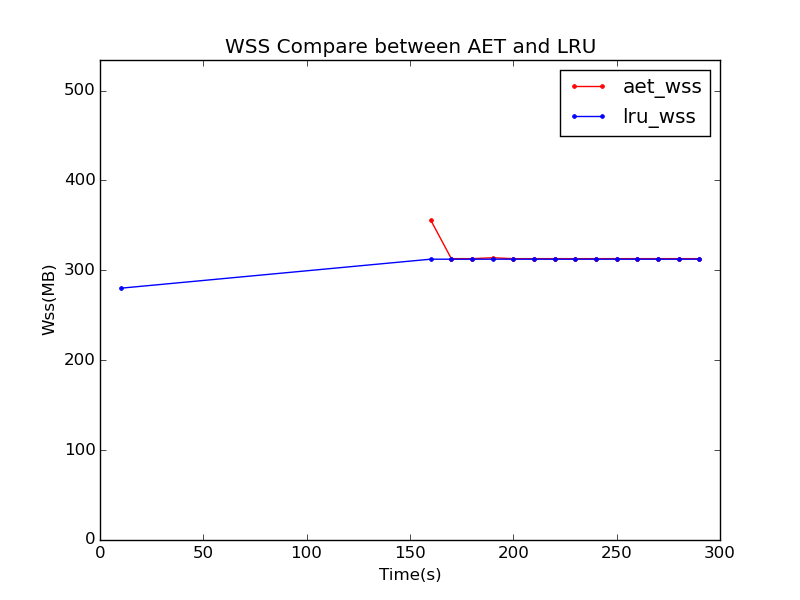 WSS Compare between AET and LRU
aet_wss
lru_wss
500
400
300
200
100
0
Wss(MB)
0 50 100 150 200 250 300
Time(s)